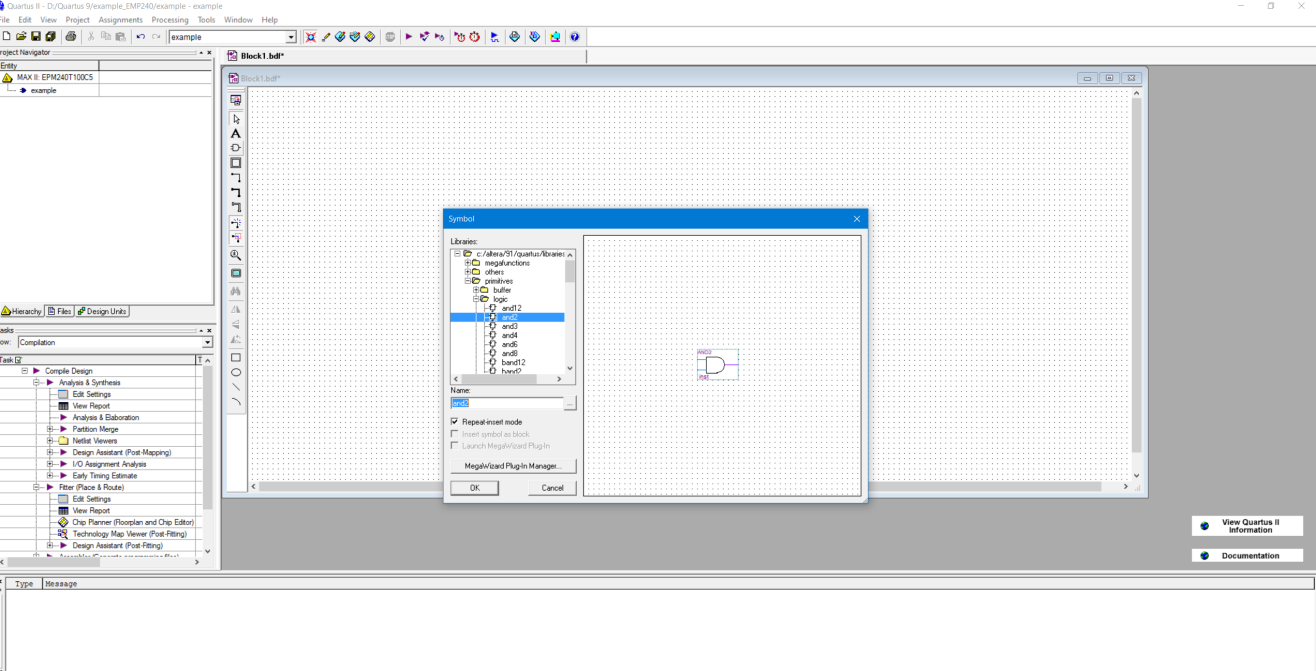 Quartus II - D:/Quartus 9/example_EMP240/example - example
File Edit View Project Assignments Processing Tools Window Help
example
Project Navigator
Block1.bdf*
Entity
MAX II: EPM240T100C5
example
Block1.bdf*
Hierarchy Files Design Units
Tasks
Flow: Compilation
Task T
Compile Design
Analysis & Synthesis
Edit Settings
View Report
Analysis & Elaboration
Partition Merge
Netlist Viewers
Design Assistant (Post-Mapping)
I/O Assignment Analysis
Early Timing Estimate
Fitter (Place & Route)
Edit Settings
View Report
Chip Planner (Floorplan and Chip Editor)
Technology Map Viewer (Post-Fitting)
Design Assistant (Post-Fitting)
Assembler (Generate programming files)
Symbol
Libraries:
c:/altera/91/quartus/libraries
megafunctions
others
primitives
buffer
logic
and12
and2
and3
and4
and6
and8
band12
band2
Name:
and2
...
Repeat-insert mode
Insert symbol as block
Launch MegaWizard Plug-In
MegaWizard Plug-In Manager...
OK Cancel
AND2
inst
View Quartus II
Information
Documentation
Type Message